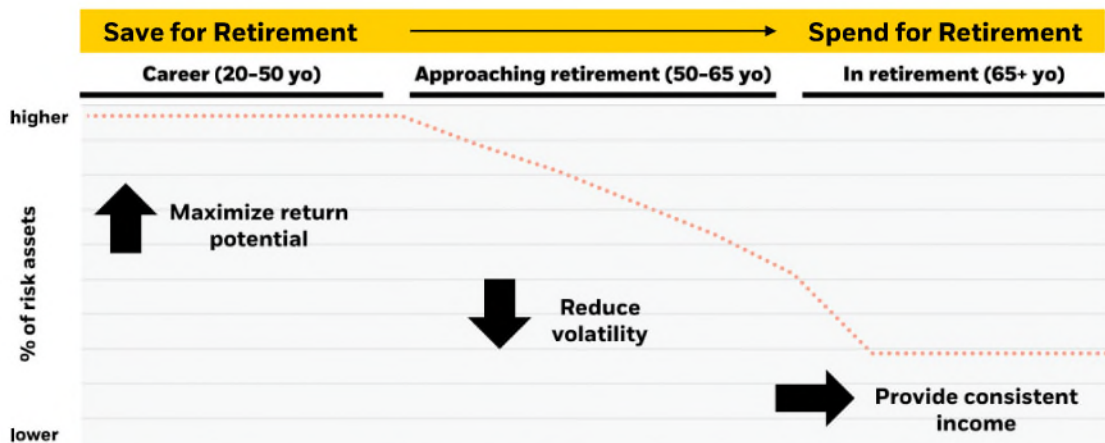 Save for Retirement
Spend for Retirement
Career (20–50 yo)
Approaching retirement (50–65 yo)
In retirement (65+ yo)
higher
% of risk assets
lower
Maximize return
potential
Reduce
volatility
Provide consistent
income